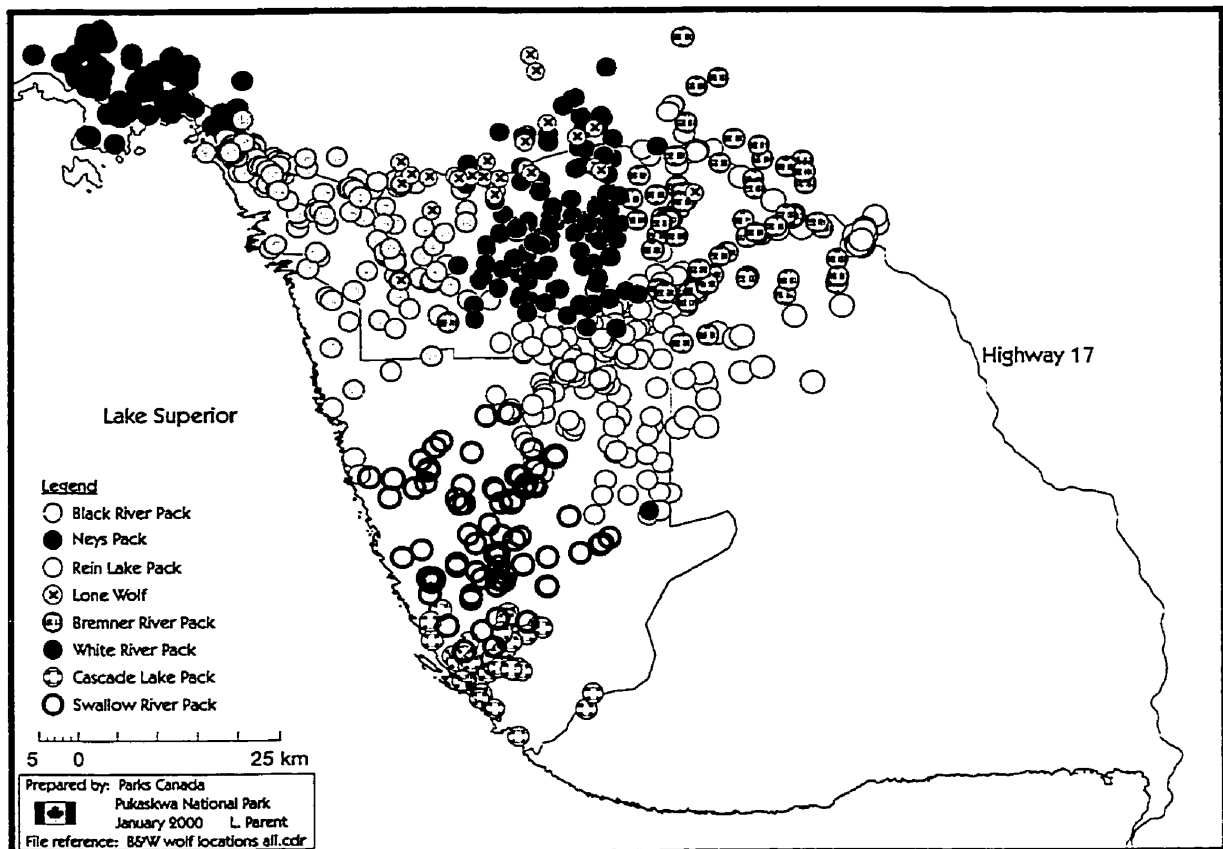 Highway 17
Lake Superior
Legend
Black River Pack
Neys Pack
Rein Lake Pack
Lone Wolf
Bremner River Pack
White River Pack
Cascade Lake Pack
Swallow River Pack
5 0 25 km
Prepared by: Parks Canada
Pukaskwa National Park
January 2000 L. Parent
File reference: B&W wolf locations all.cdr